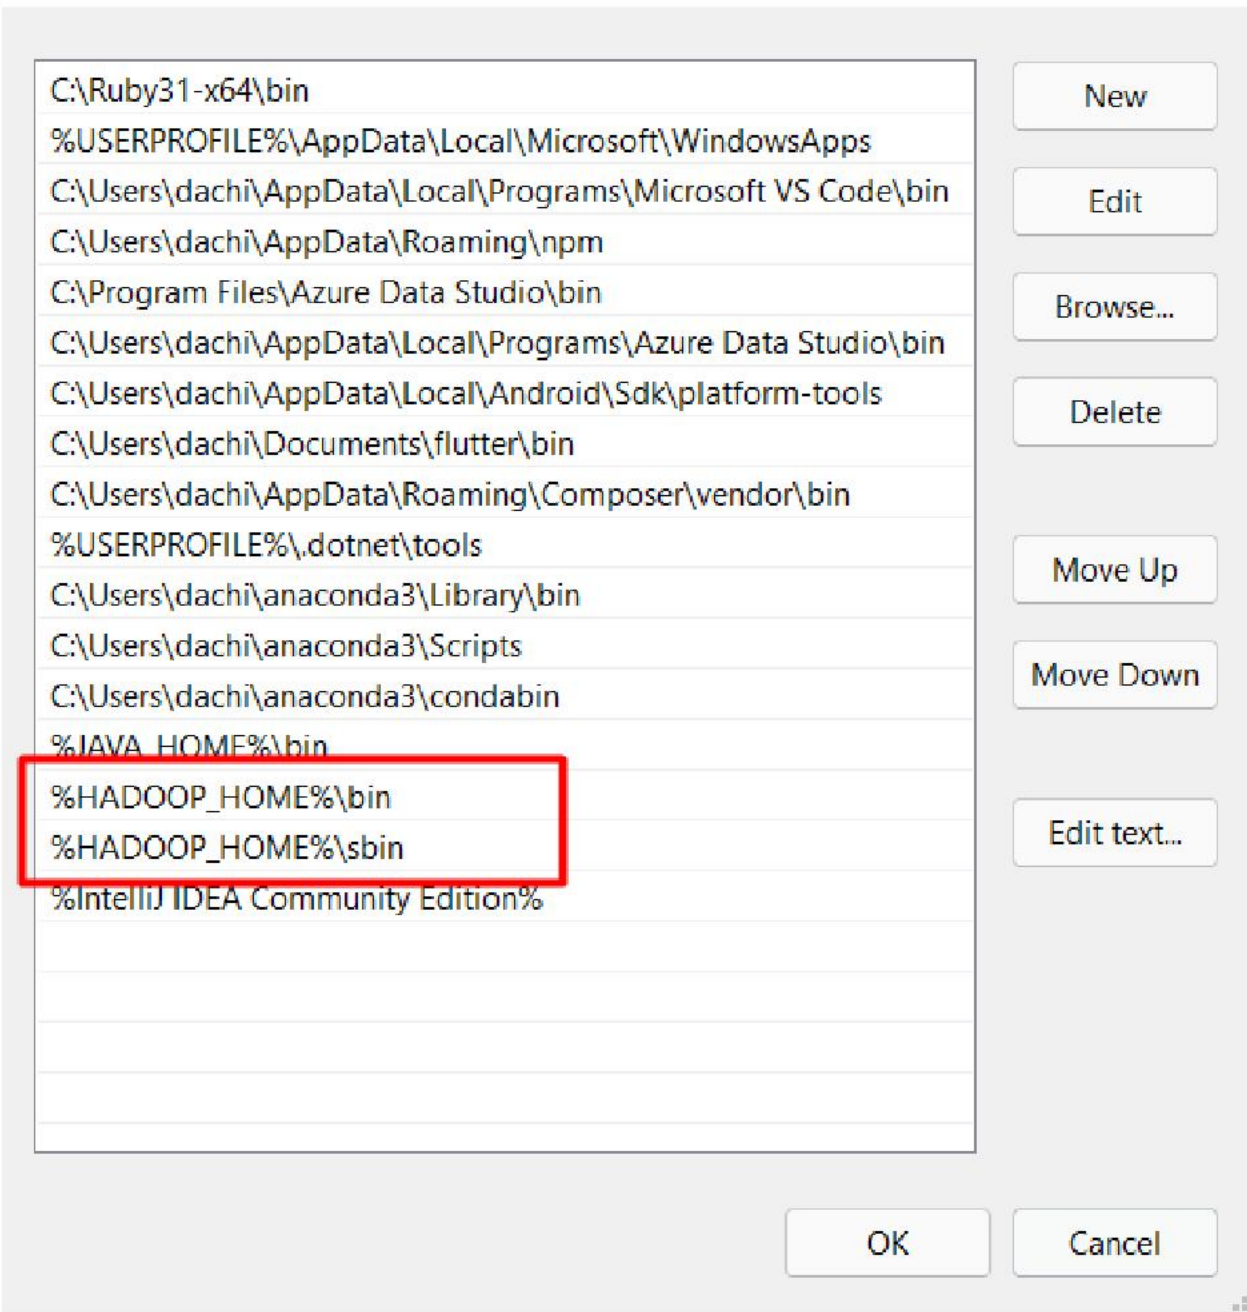 C:\Ruby31-x64\bin
%USERPROFILE%\AppData\Local\Microsoft\WindowsApps
C:\Users\dachi\AppData\Local\Programs\Microsoft VS Code\bin
C:\Users\dachi\AppData\Roaming\npm
C:\Program Files\Azure Data Studio\bin
C:\Users\dachi\AppData\Local\Programs\Azure Data Studio\bin
C:\Users\dachi\AppData\Local\Android\Sdk\platform-tools
C:\Users\dachi\Documents\flutter\bin
C:\Users\dachi\AppData\Roaming\Composer\vendor\bin
%USERPROFILE%\.dotnet\tools
C:\Users\dachi\anaconda3\Library\bin
C:\Users\dachi\anaconda3\Scripts
C:\Users\dachi\anaconda3\condabin
%JAVA_HOME%\bin
%HADOOP_HOME%\bin
%HADOOP_HOME%\sbin
%IntelliJ IDEA Community Edition%
New
Edit
Browse...
Delete
Move Up
Move Down
Edit text...
OK
Cancel